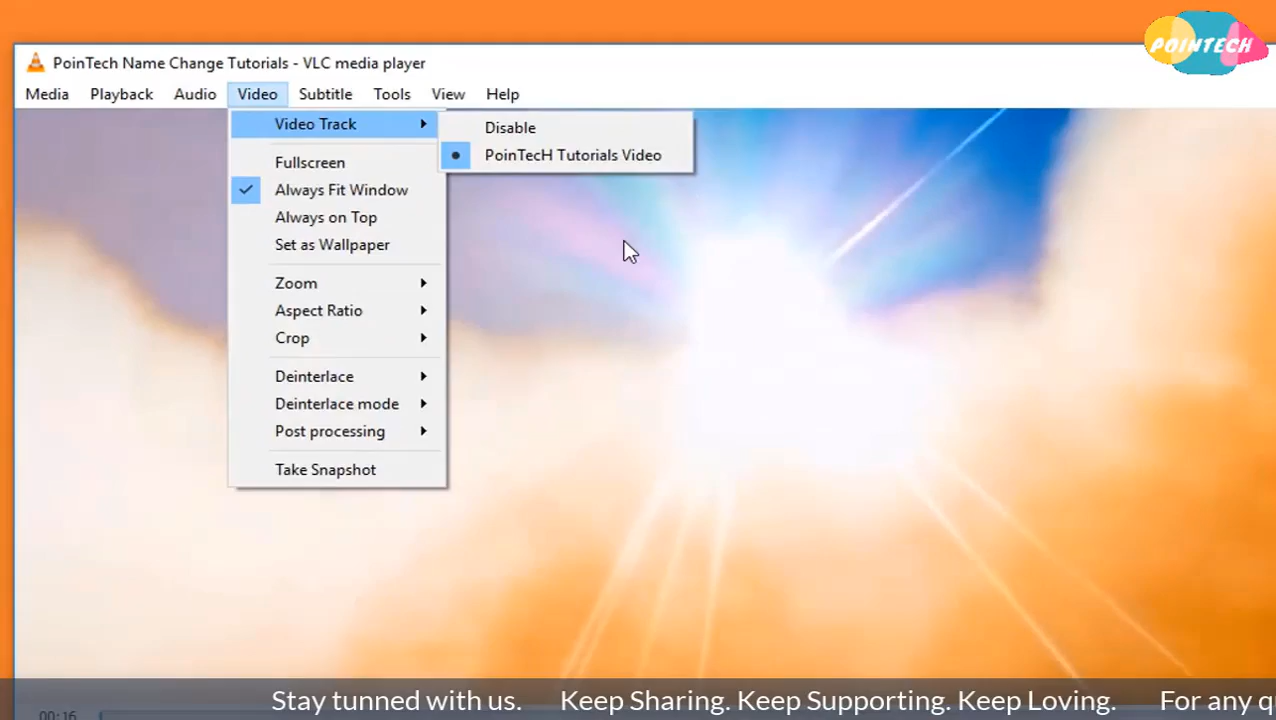 POINTECH
PoinTech Name Change Tutorials - VLC media player
Media Playback Audio Video Subtitle Tools View Help
Video Track
Disable
PoinTecH Tutorials Video
Fullscreen
Always Fit Window
Always on Top
Set as Wallpaper
Zoom
Aspect Ratio
Crop
Deinterlace
Deinterlace mode
Post processing
Take Snapshot
Stay tunned with us. Keep Sharing. Keep Supporting. Keep Loving. For any q
00:16